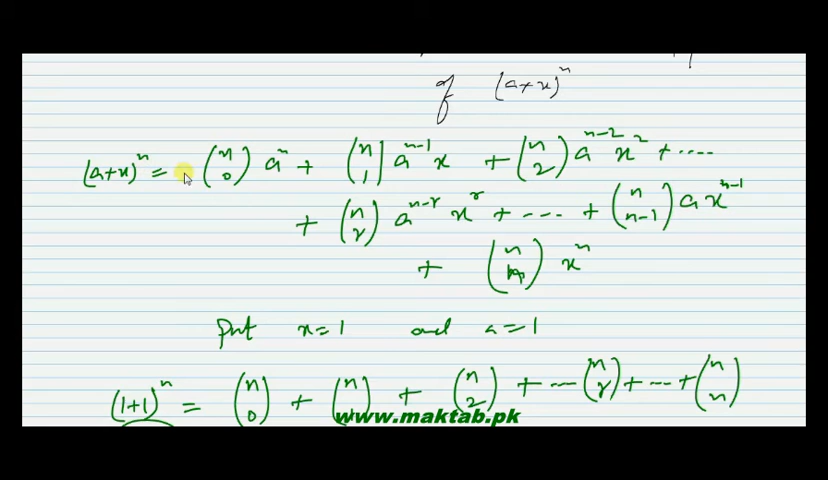 of (a+x)^n
(a+x)^n = (n 0) a^n + (n 1) a^{n-1} x + (n 2) a^{n-2} x^2 + ....
+ (n r) a^{n-r} x^r + ... + (n n-1) a x^{n-1}
+ (n n) x^n
Put x=1 and a=1
(1+1)^n = (n 0) + (n 1) + (n 2) + --- (n r) + --- + (n n)
www.maktab.pk